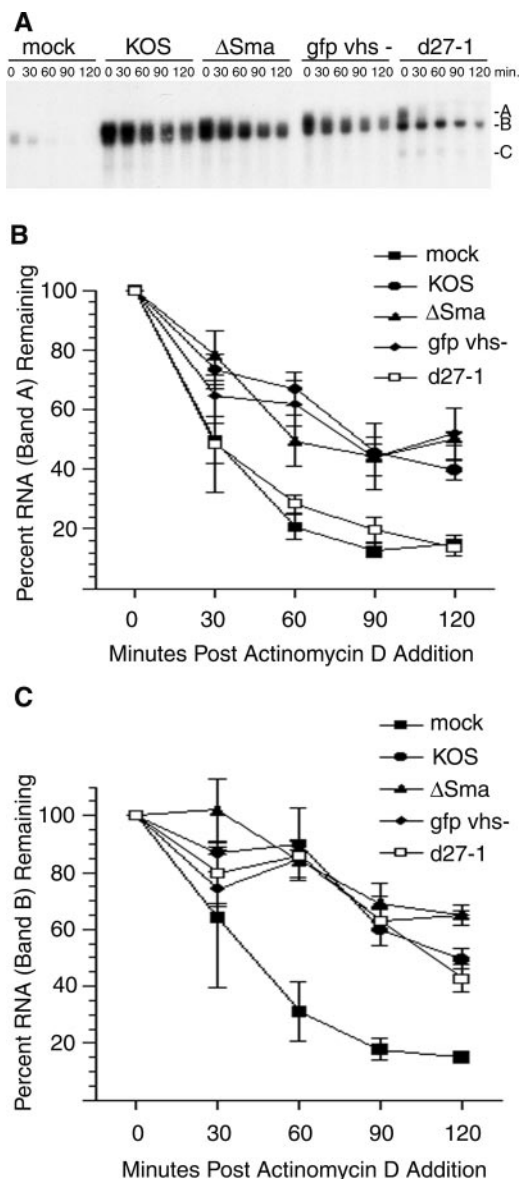 A
mock KOS ΔSma gfp vhs - d27-1
0 30 60 90 120 0 30 60 90 120 0 30 60 90 120 0 30 60 90 120 0 30 60 90 120 min.
-A
-B
-C
B
mock
KOS
ΔSma
gfp vhs-
d27-1
Percent RNA (Band A) Remaining
100
80
60
40
20
0 30 60 90 120
Minutes Post Actinomycin D Addition
C
mock
KOS
ΔSma
gfp vhs-
d27-1
Percent RNA (Band B) Remaining
100
80
60
40
20
0 30 60 90 120
Minutes Post Actinomycin D Addition